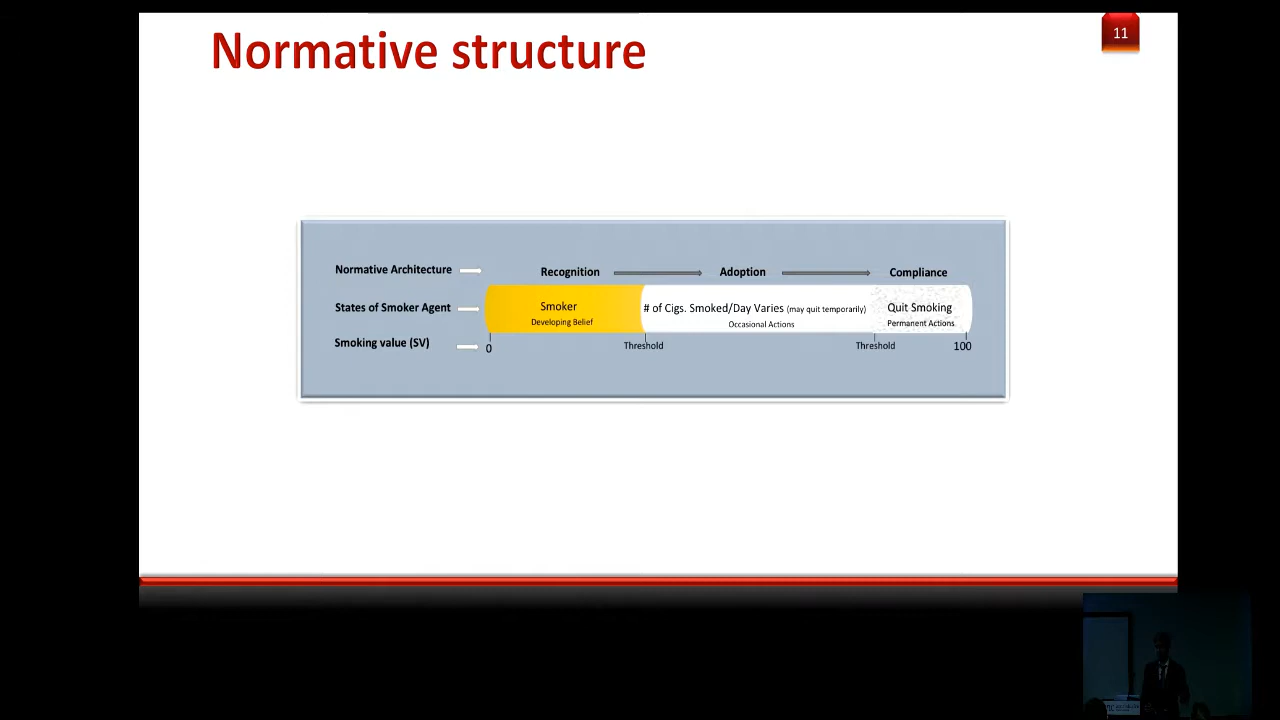 Normative structure
11
Normative Architecture
Recognition
Adoption
Compliance
States of Smoker Agent
Smoker
Developing Belief
# of Cigs. Smoked/Day Varies (may quit temporarily)
Occasional Actions
Quit Smoking
Permanent Actions
Smoking value (SV)
0
Threshold
Threshold
100